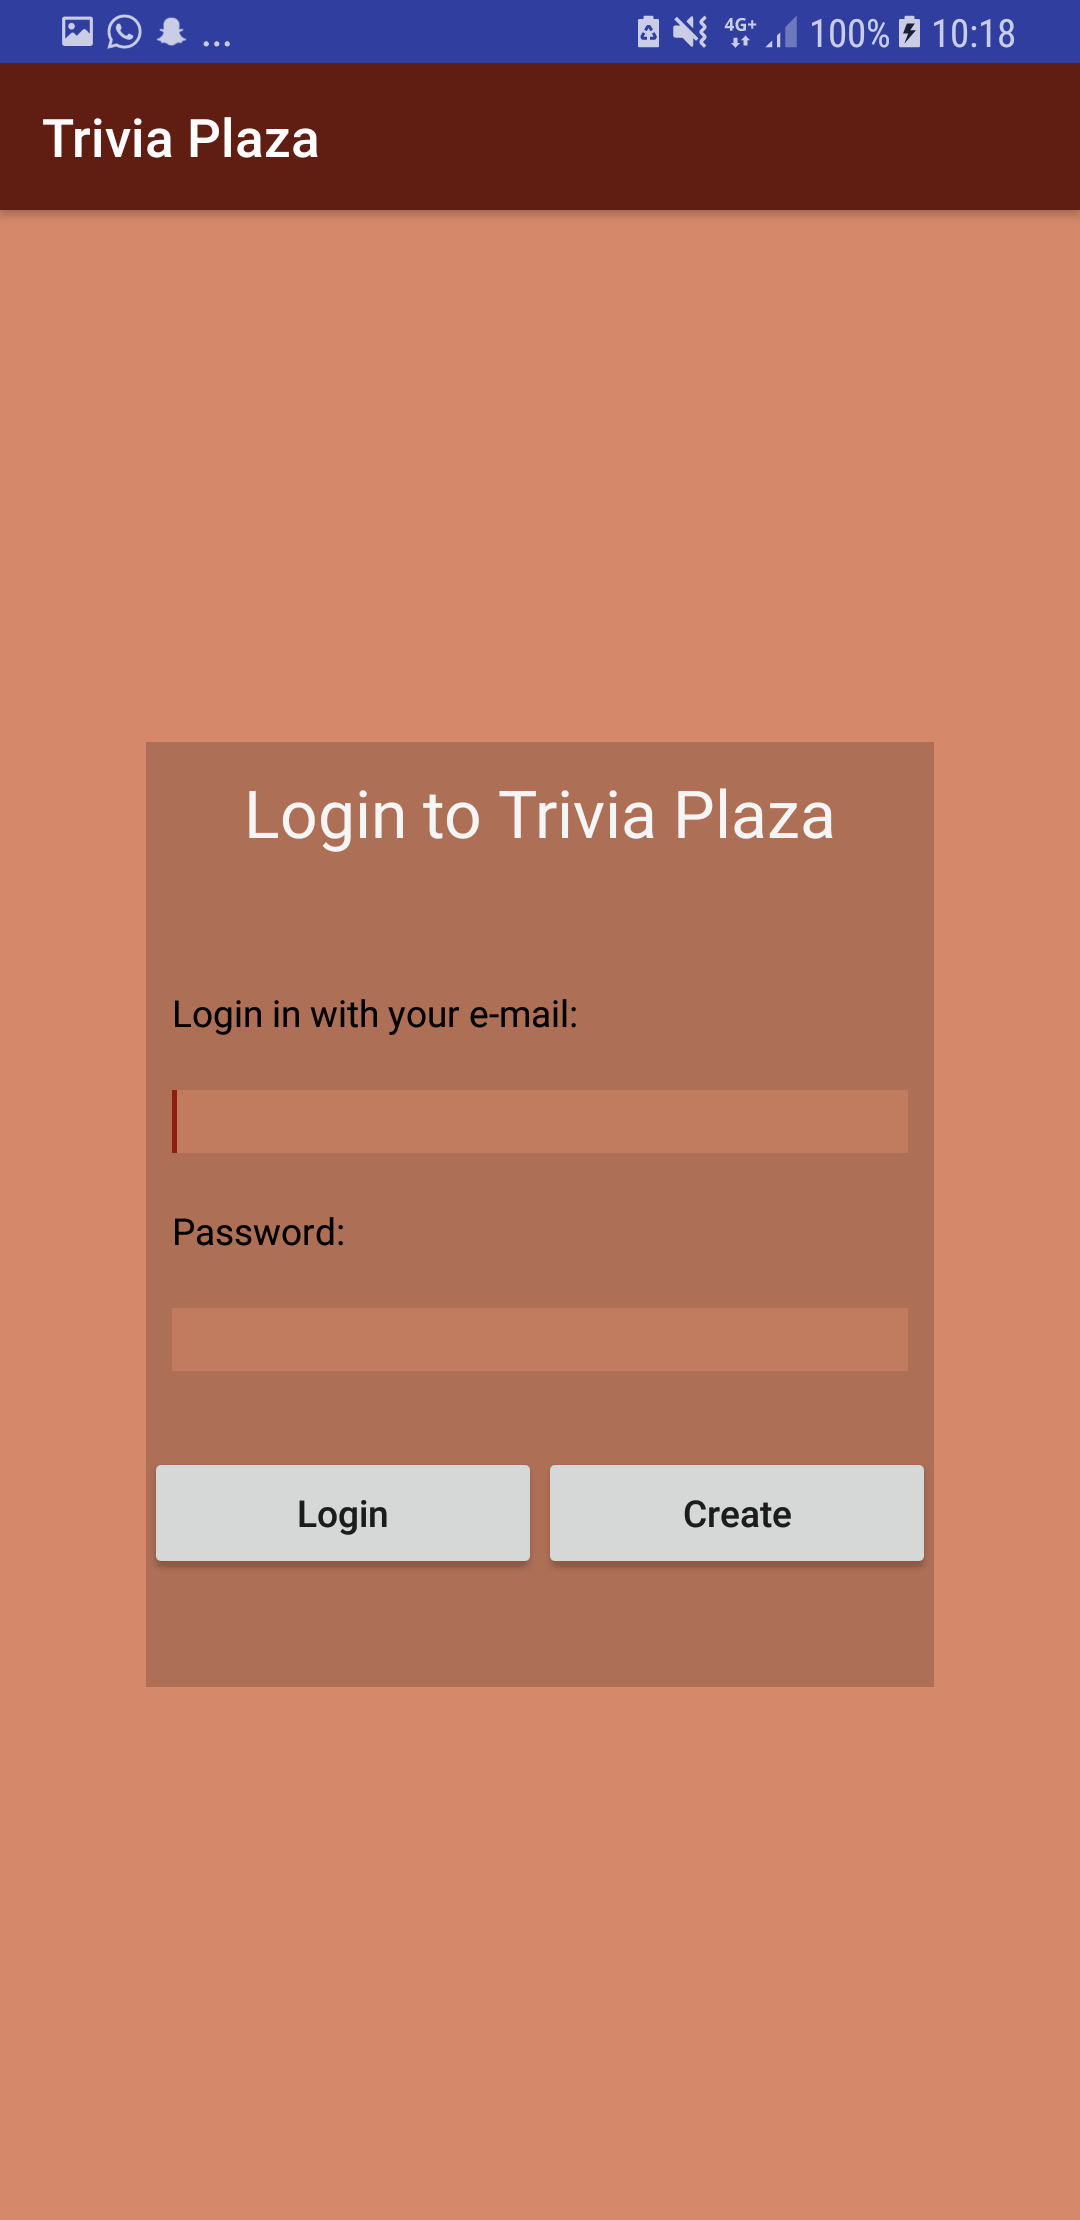 ... 4G+ 100% 10:18
Trivia Plaza
Login to Trivia Plaza
Login in with your e-mail:
Password:
Login Create